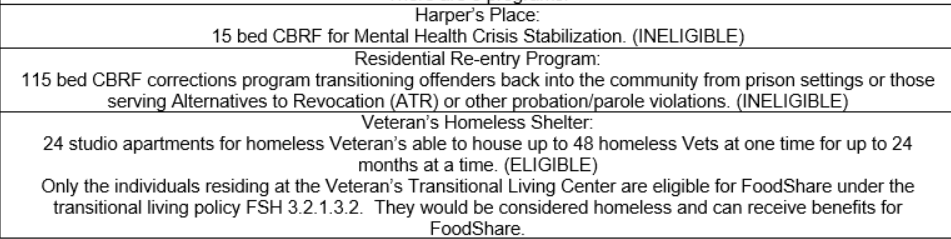 Harper's Place:
15 bed CBRF for Mental Health Crisis Stabilization. (INELIGIBLE)
Residential Re-entry Program:
115 bed CBRF corrections program transitioning offenders back into the community from prison settings or those
serving Alternatives to Revocation (ATR) or other probation/parole violations. (INELIGIBLE)
Veteran's Homeless Shelter:
24 studio apartments for homeless Veteran's able to house up to 48 homeless Vets at one time for up to 24
months at a time. (ELIGIBLE)
Only the individuals residing at the Veteran's Transitional Living Center are eligible for FoodShare under the
transitional living policy FSH 3.2.1.3.2.  They would be considered homeless and can receive benefits for
FoodShare.